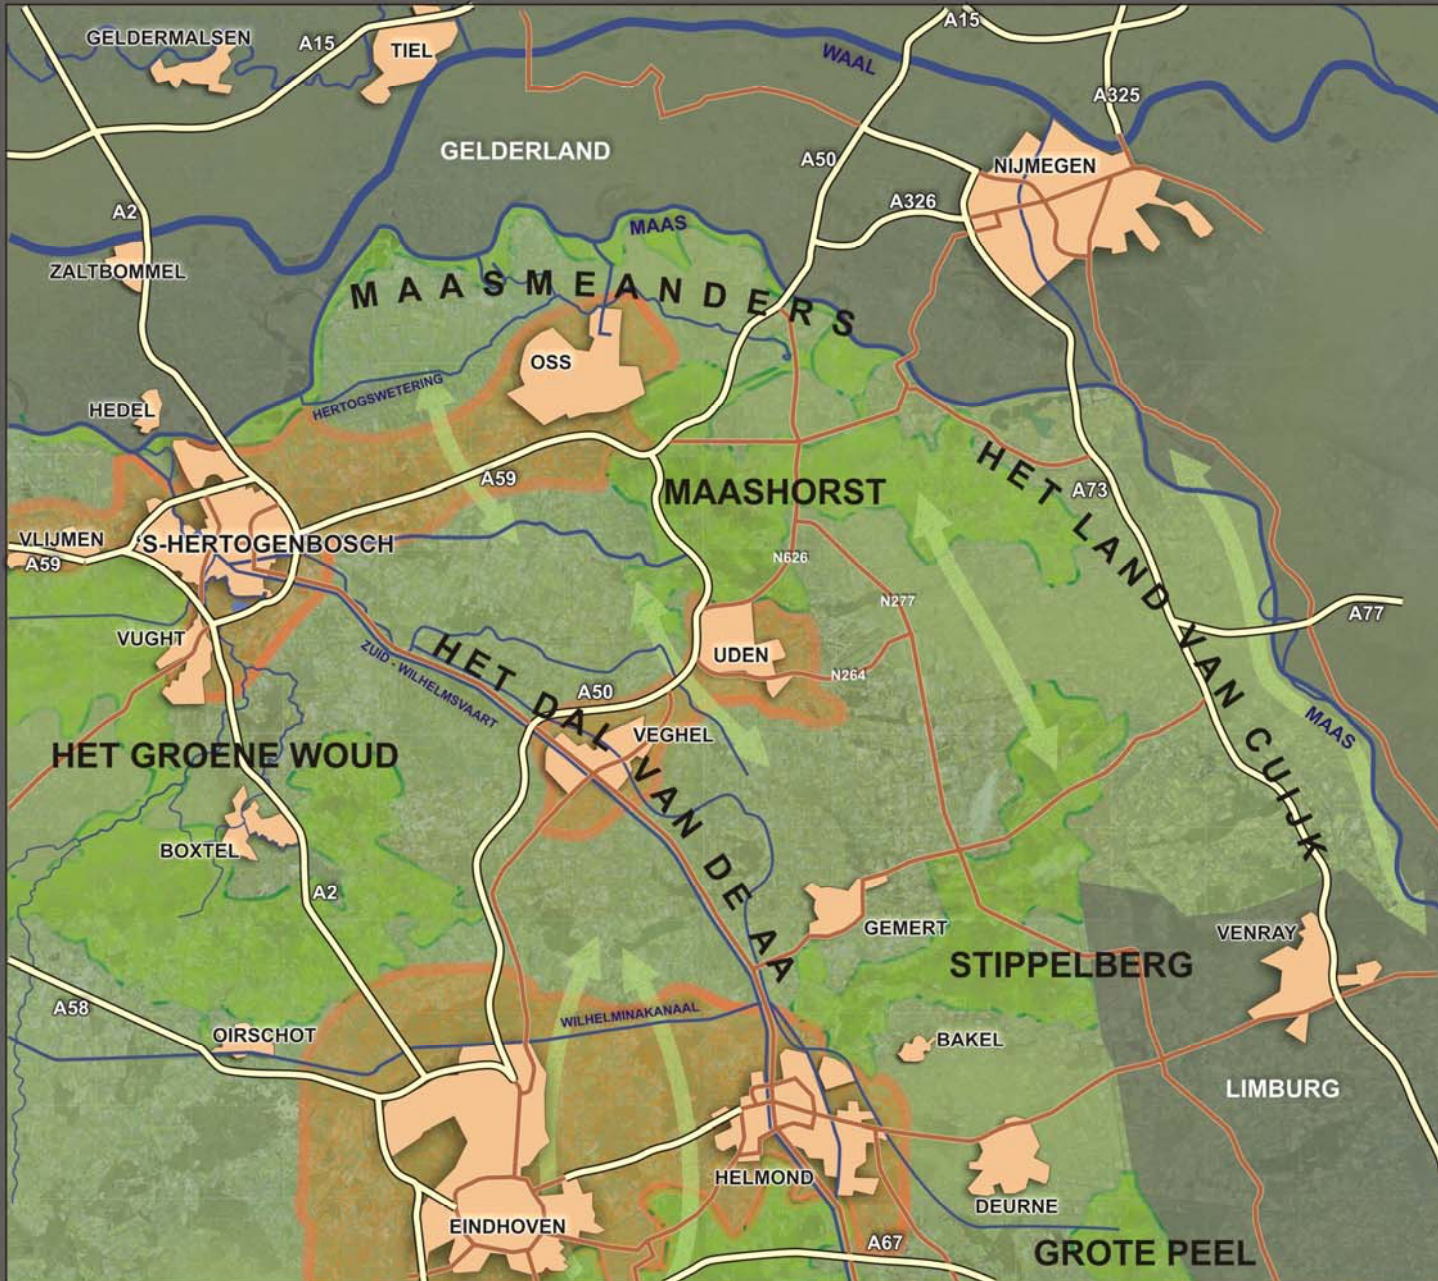 GELDERMALSEN
A15
TIEL
A15
WAAL
A325
GELDERLAND
A50
NIJMEGEN
A326
A2
MAAS
ZALTBOMMEL
MAASMEANDERS
OSS
HERTOGSWETERING
HEDEL
A59
MAASHORST
HET LAND VAN CUIJK
A73
VLIJMEN
A59
'S-HERTOGENBOSCH
N626
N277
A77
VUGHT
ZUID - WILHELMSVAART
HET DAL VAN DE AA
UDEN
N264
A50
VEGHEL
MAAS
HET GROENE WOUD
BOXTEL
A2
GEMERT
VENRAY
STIPPELBERG
A58
WILHELMINAKANAAL
OIRSCHOT
BAKEL
LIMBURG
HELMOND
DEURNE
EINDHOVEN
A67
GROTE PEEL